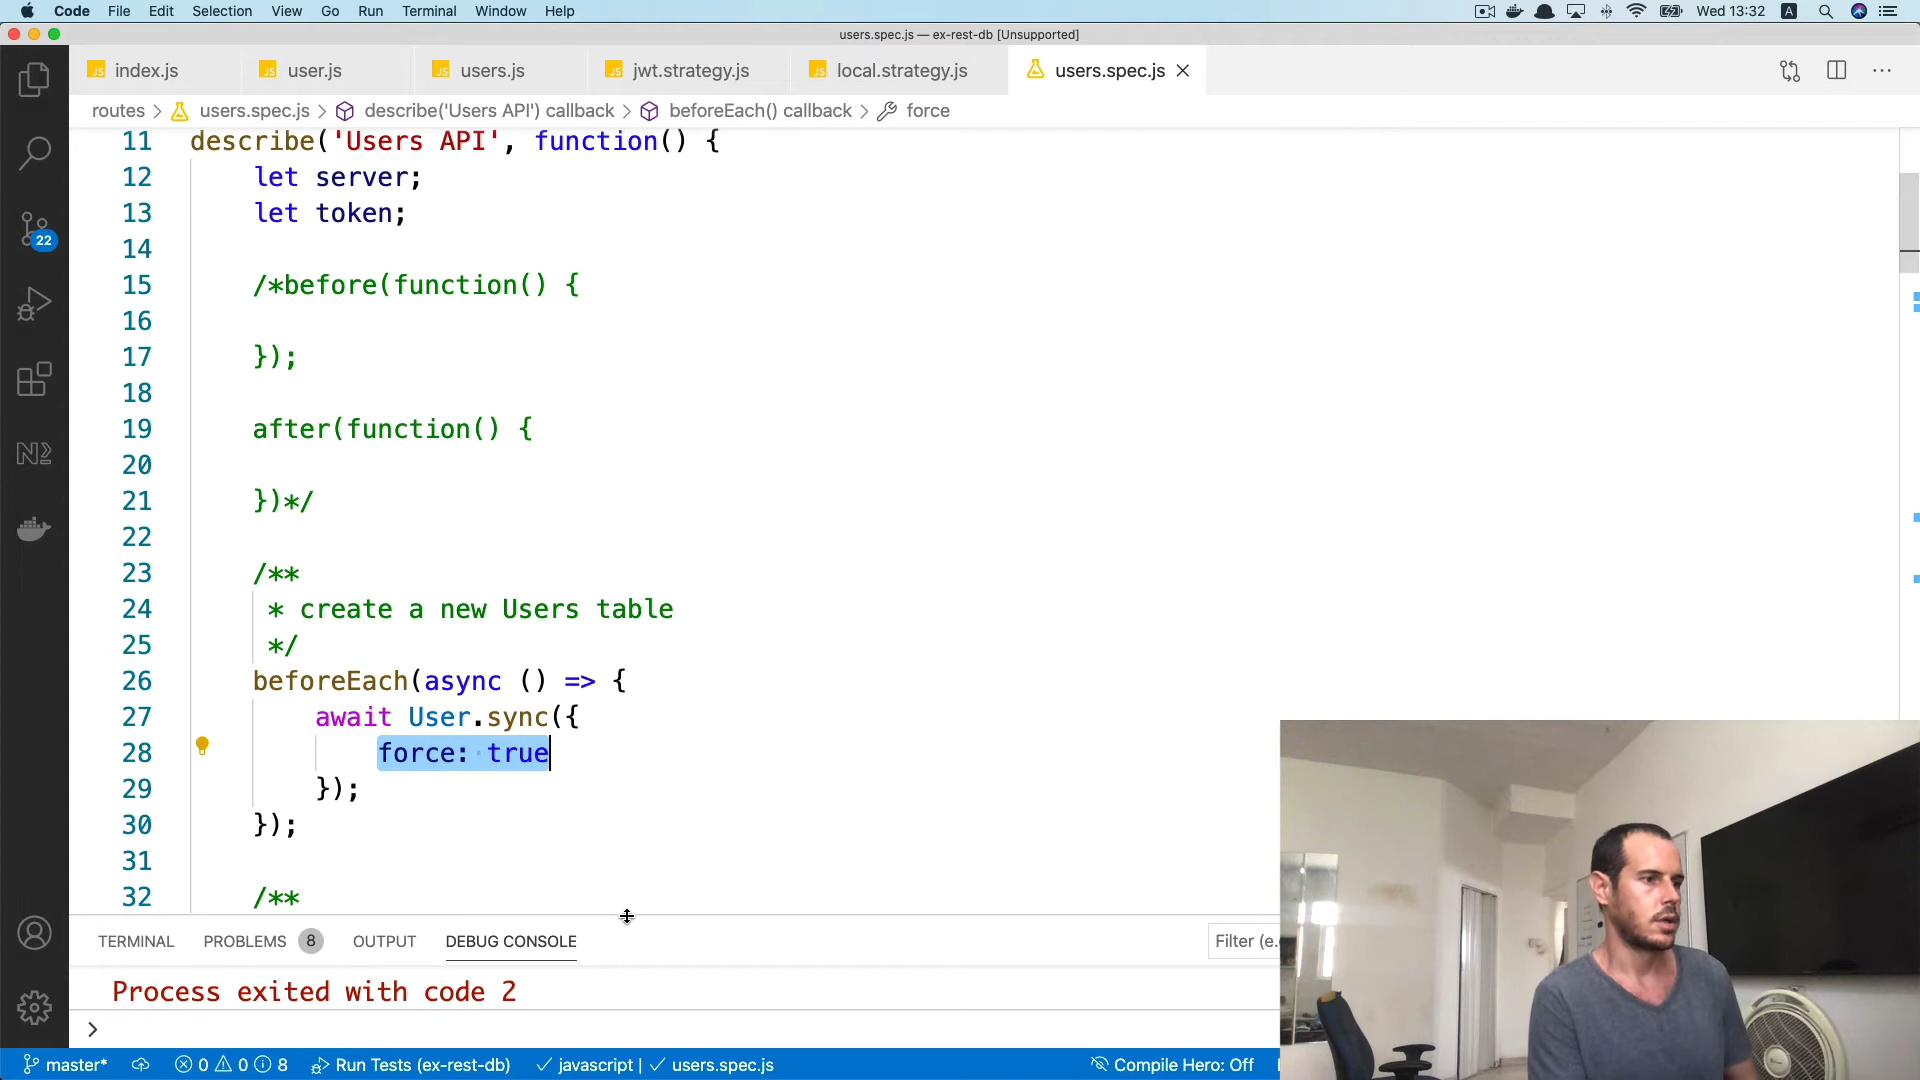 Code File Edit Selection View Go Run Terminal Window Help Wed 13:32 A
users.spec.js — ex-rest-db [Unsupported]
JS index.js JS user.js JS users.js JS jwt.strategy.js JS local.strategy.js users.spec.js
routes > users.spec.js > describe('Users API') callback > beforeEach() callback > force
11 describe('Users API', function() {
12 let server;
13 let token;
14
15 /*before(function() {
16
17 });
18
19 after(function() {
20
21 })*/
22
23 /**
24 * create a new Users table
25 */
26 beforeEach(async () => {
27 await User.sync({
28 force: true
29 });
30 });
31
32 /**
22
TERMINAL PROBLEMS 8 OUTPUT DEBUG CONSOLE Filter (e.
Process exited with code 2
>
master* 0 0 8 Run Tests (ex-rest-db) javascript | users.spec.js Compile Hero: Off